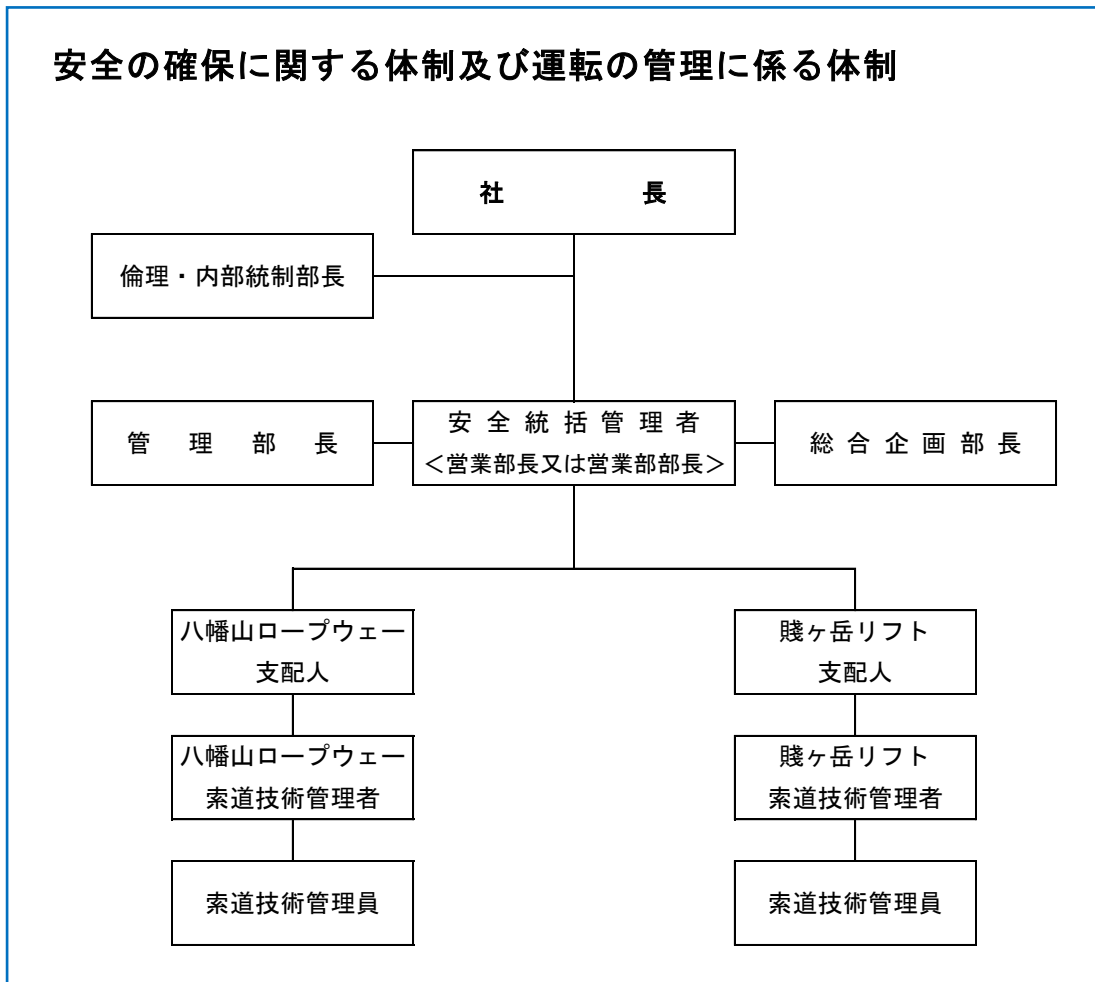 安全の確保に関する体制及び運転の管理に係る体制
社　　　　長
倫理・内部統制部長
管　理　部　長
安 全 統 括 管 理 者
＜営業部長又は営業部部長＞
総 合 企 画 部 長
八幡山ロープウェー
支配人
賤ヶ岳リフト
支配人
八幡山ロープウェー
索道技術管理者
賤ヶ岳リフト
索道技術管理者
索道技術管理員
索道技術管理員